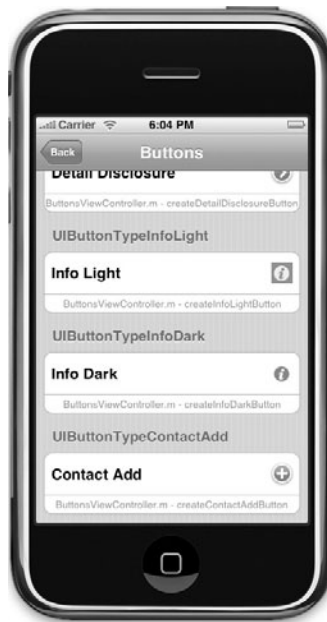 Carrier 6:04 PM
Back Buttons
Detail Disclosure
ButtonsViewController.m - createDetailDisclosureButton
UIButtonTypeInfoLight
Info Light
ButtonsViewController.m - createInfoLightButton
UIButtonTypeInfoDark
Info Dark
ButtonsViewController.m - createInfoDarkButton
UIButtonTypeContactAdd
Contact Add
ButtonsViewController.m - createContactAddButton